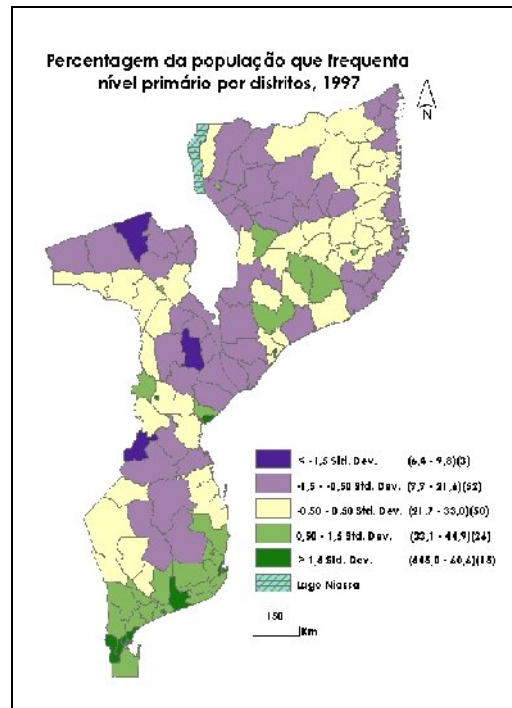 Percentagem da população que frequenta
nível primário por distritos, 1997
N
< -1,5 Std. Dev. (6,4 - 9,8)(3)
-1,5 - -0,50 Std. Dev. (7,7 - 21,6)(52)
-0,50 - 0,50 Std. Dev. (21,7 - 33,0)(50)
0,50 - 1,5 Std. Dev. (33,1 - 44,9)(26)
> 1,5 Std. Dev.
Lago Niassa
150
Km